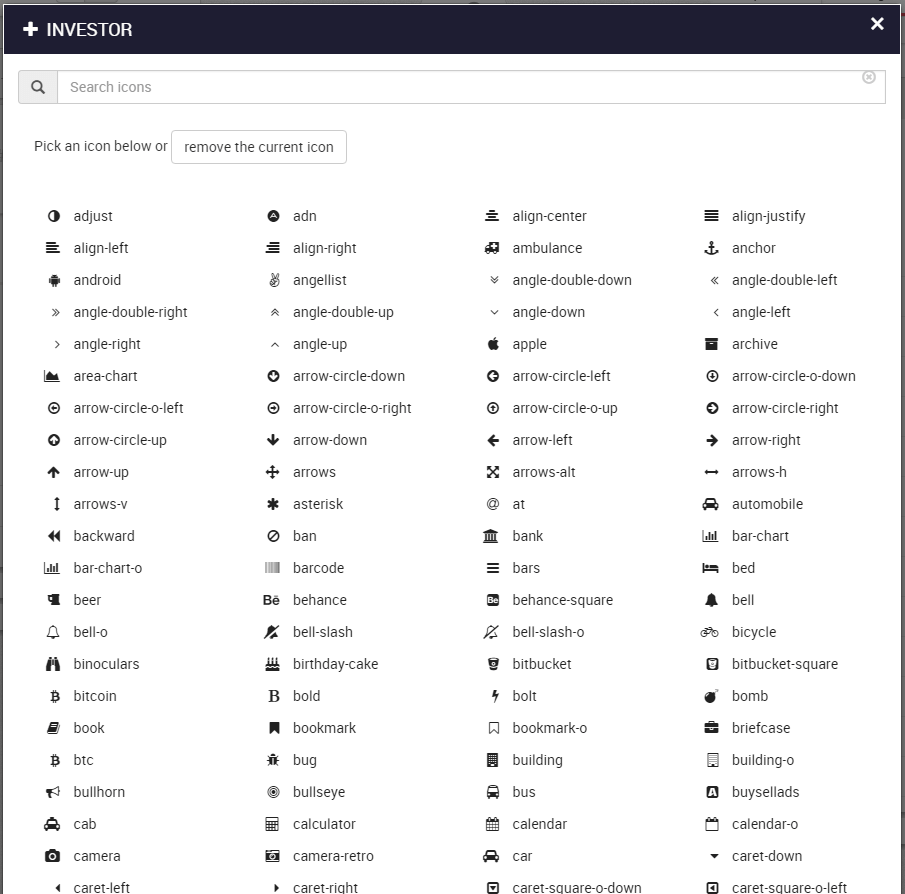 INVESTOR
Search icons
Pick an icon below or remove the current icon
adjust adn align-center align-justify
align-left align-right ambulance anchor
android angellist angle-double-down angle-double-left
angle-double-right angle-double-up angle-down angle-left
angle-right angle-up apple archive
area-chart arrow-circle-down arrow-circle-left arrow-circle-o-down
arrow-circle-o-left arrow-circle-o-right arrow-circle-o-up arrow-circle-right
arrow-circle-up arrow-down arrow-left arrow-right
arrow-up arrows arrows-alt arrows-h
arrows-v asterisk at automobile
backward ban bank bar-chart
bar-chart-o barcode bars bed
beer behance behance-square bell
bell-o bell-slash bell-slash-o bicycle
binoculars birthday-cake bitbucket bitbucket-square
bitcoin bold bolt bomb
book bookmark bookmark-o briefcase
btc bug building building-o
bullhorn bullseye bus buysellads
cab calculator calendar calendar-o
camera camera-retro car caret-down
caret-left caret-right caret-square-o-down caret-square-o-left